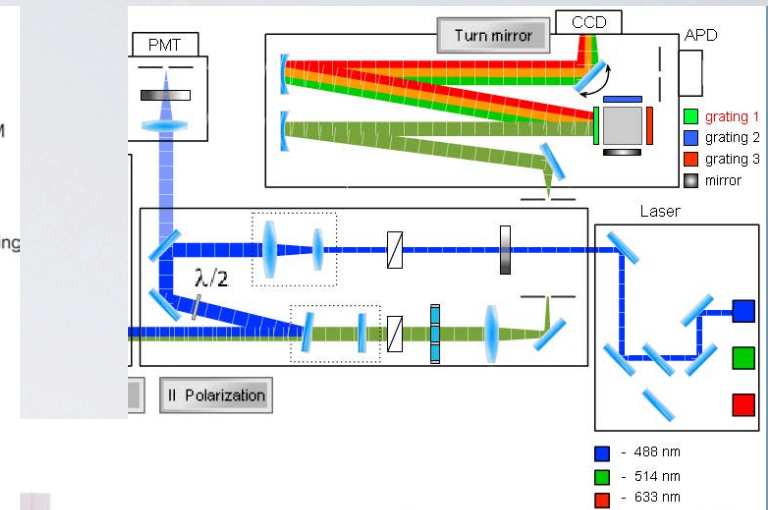 PMT
Turn mirror
CCD
APD
M
grating 1
grating 2
grating 3
mirror
Laser
ing
λ/2
II Polarization
- 488 nm
- 514 nm
- 633 nm